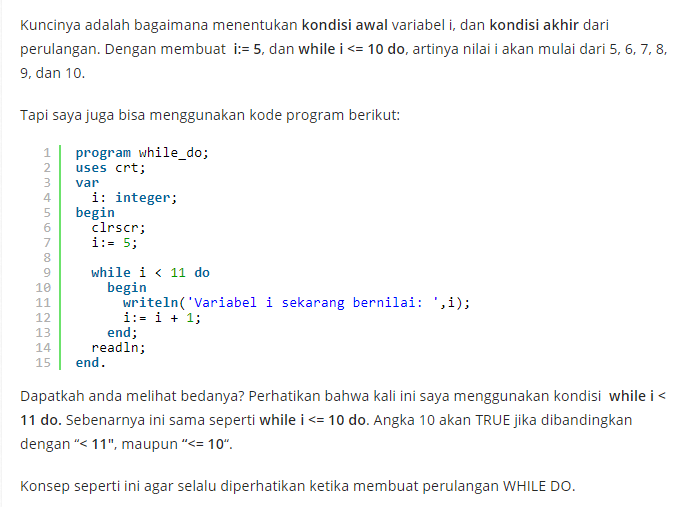 Kuncinya adalah bagaimana menentukan kondisi awal variabel i, dan kondisi akhir dari
perulangan. Dengan membuat i:= 5, dan while i <= 10 do, artinya nilai i akan mulai dari 5, 6, 7, 8,
9, dan 10.
Tapi saya juga bisa menggunakan kode program berikut:
1 program while_do;
2 uses crt;
3 var
4 i: integer;
5 begin
6 clrscr;
7 i:= 5;
8
9 while i < 11 do
10 begin
11 writeln('Variabel i sekarang bernilai: ',i);
12 i:= i + 1;
13 end;
14 readln;
15 end.
Dapatkah anda melihat bedanya? Perhatikan bahwa kali ini saya menggunakan kondisi while i <
11 do. Sebenarnya ini sama seperti while i <= 10 do. Angka 10 akan TRUE jika dibandingkan
dengan “< 11", maupun “<= 10“.
Konsep seperti ini agar selalu diperhatikan ketika membuat perulangan WHILE DO.